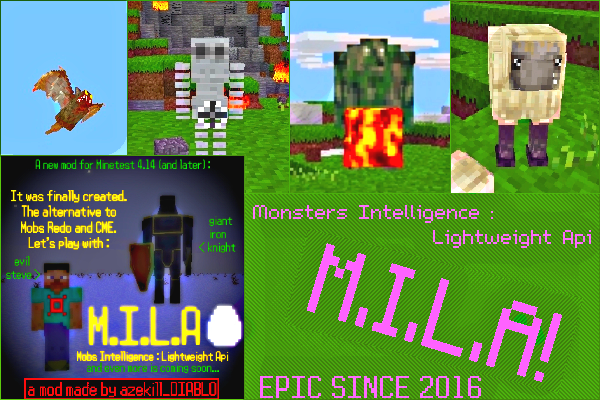 A new mod for Minetest 4.14 (and later) :
It was finally created.
The alternative to
Mobs Redo and CME.
Let's play with :
giant
iron
< knight
evil
steve >
M.I.L.A
Mobs Intelligence : Lightweight Api
and even more is coming soon...
a mod made by azekill_DIABLO
Monsters Intelligence :
Lightweight Api
M.I.L.A!
EPIC SINCE 2016